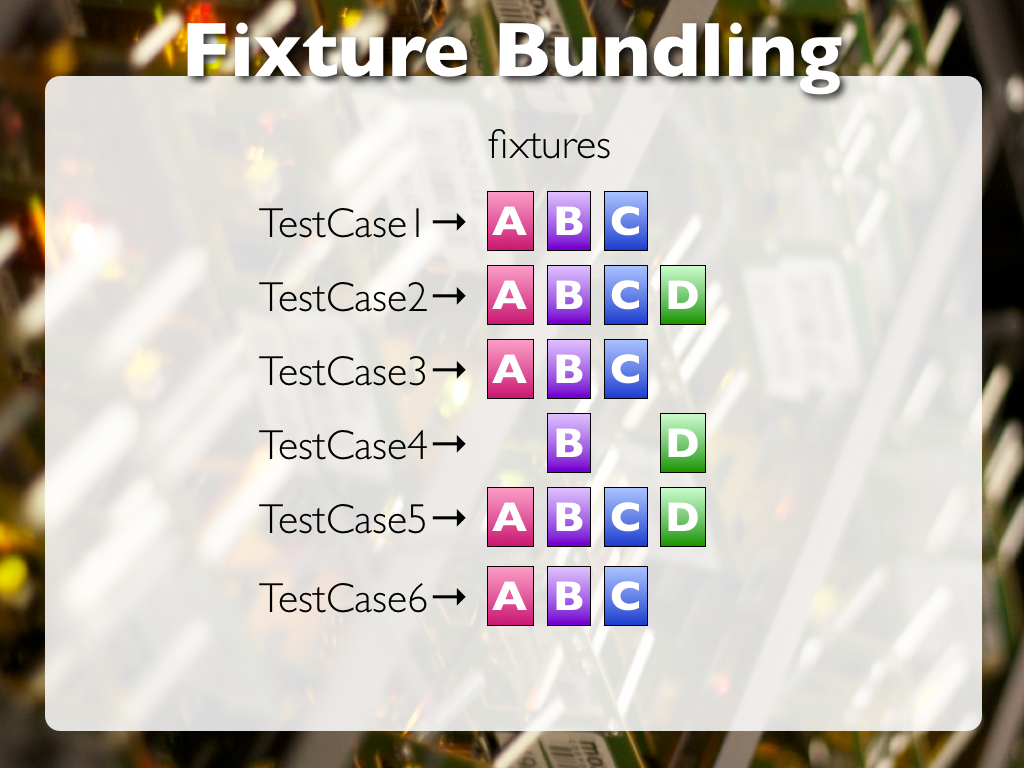 Fixture Bundling
fixtures
TestCase1→ A B C
TestCase2→ A B C D
TestCase3→ A B C
TestCase4→ B D
TestCase5→ A B C D
TestCase6→ A B C